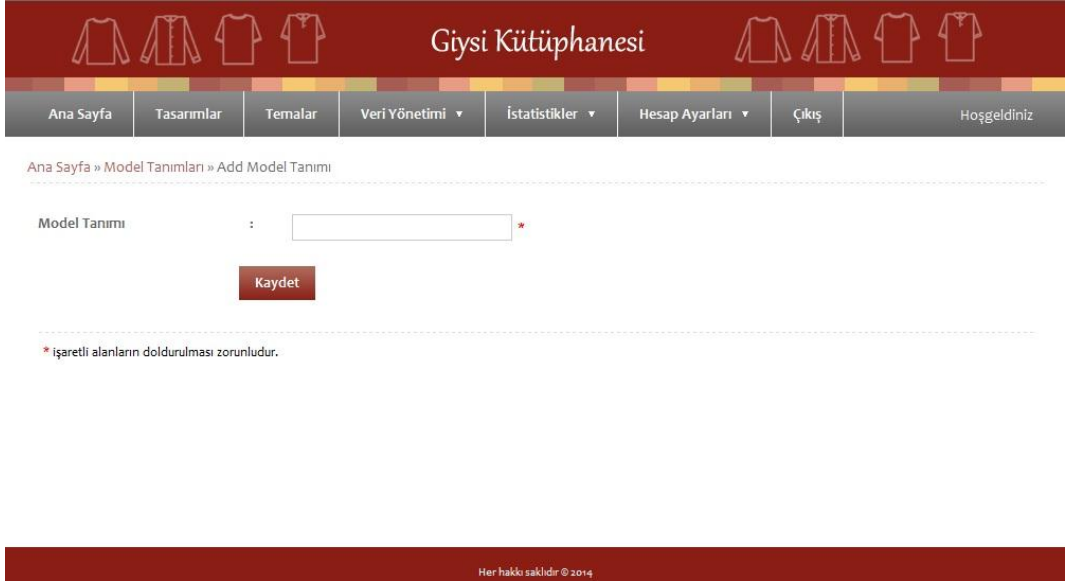 Giysi Kütüphanesi
Ana Sayfa Tasarımlar Temalar Veri Yönetimi ▼ İstatistikler ▼ Hesap Ayarları ▼ Çıkış Hoşgeldiniz
Ana Sayfa » Model Tanımları » Add Model Tanımı
Model Tanımı : *
Kaydet
* işaretli alanların doldurulması zorunludur.
Her hakkı saklıdır © 2014